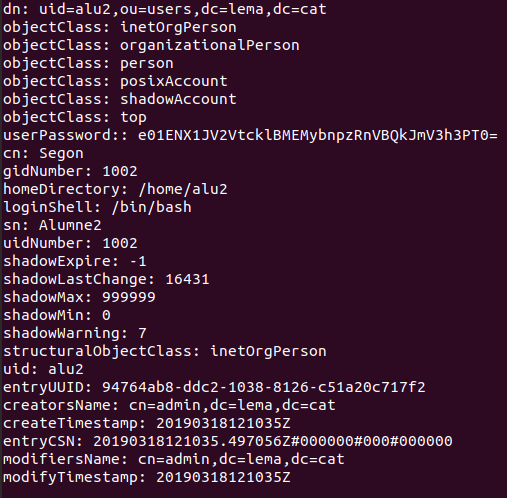 dn: uid=alu2,ou=users,dc=lema,dc=cat
objectClass: inetOrgPerson
objectClass: organizationalPerson
objectClass: person
objectClass: posixAccount
objectClass: shadowAccount
objectClass: top
userPassword:: e01ENX1JV2VtcklBMEMybnpzRnVBQkJmV3h3PT0=
cn: Segon
gidNumber: 1002
homeDirectory: /home/alu2
loginShell: /bin/bash
sn: Alumne2
uidNumber: 1002
shadowExpire: -1
shadowLastChange: 16431
shadowMax: 999999
shadowMin: 0
shadowWarning: 7
structuralObjectClass: inetOrgPerson
uid: alu2
entryUUID: 94764ab8-ddc2-1038-8126-c51a20c717f2
creatorsName: cn=admin,dc=lema,dc=cat
createTimestamp: 20190318121035Z
entryCSN: 20190318121035.497056Z#000000#000#000000
modifiersName: cn=admin,dc=lema,dc=cat
modifyTimestamp: 20190318121035Z